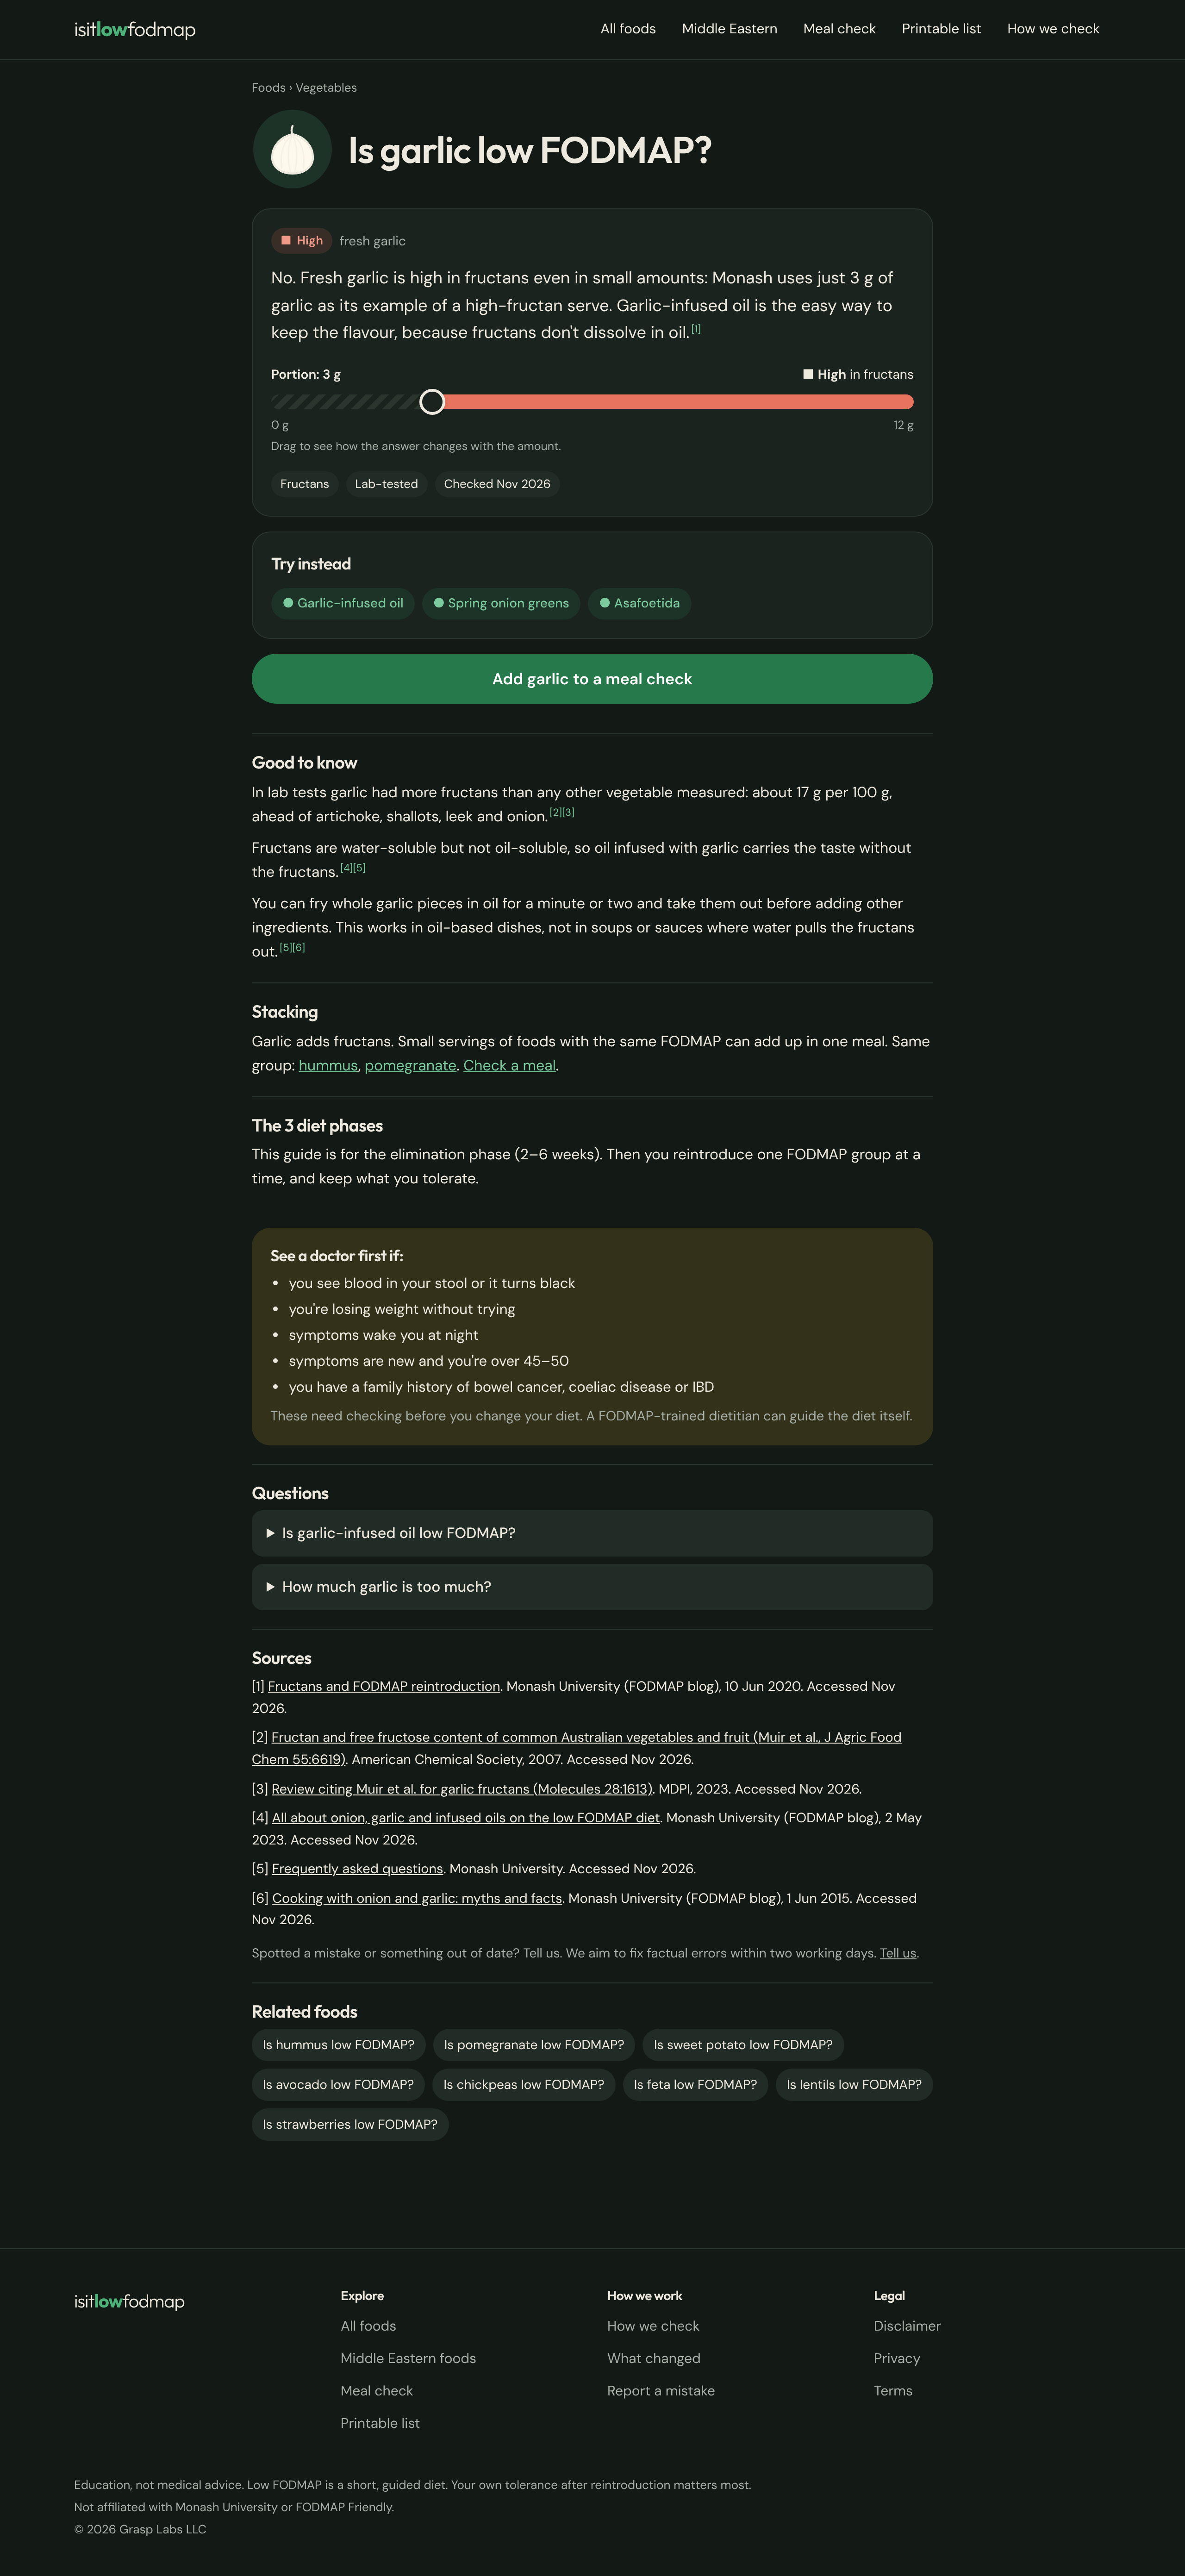 isitlowfodmap
All foods
Middle Eastern
Meal check
Printable list
How we check
Foods › Vegetables
Is garlic low FODMAP?
High
fresh garlic
No. Fresh garlic is high in fructans even in small amounts: Monash uses just 3 g of
garlic as its example of a high-fructan serve. Garlic-infused oil is the easy way to
keep the flavour, because fructans don't dissolve in oil.[1]
Portion: 3 g
High in fructans
0 g
12 g
Drag to see how the answer changes with the amount.
Fructans
Lab-tested
Checked Nov 2026
Try instead
Garlic-infused oil
Spring onion greens
Asafoetida
Add garlic to a meal check
Good to know
In lab tests garlic had more fructans than any other vegetable measured: about 17 g per 100 g,
ahead of artichoke, shallots, leek and onion.[2][3]
Fructans are water-soluble but not oil-soluble, so oil infused with garlic carries the taste without
the fructans.[4][5]
You can fry whole garlic pieces in oil for a minute or two and take them out before adding other
ingredients. This works in oil-based dishes, not in soups or sauces where water pulls the fructans
out.[5][6]
Stacking
Garlic adds fructans. Small servings of foods with the same FODMAP can add up in one meal. Same
group: hummus, pomegranate. Check a meal.
The 3 diet phases
This guide is for the elimination phase (2–6 weeks). Then you reintroduce one FODMAP group at a
time, and keep what you tolerate.
See a doctor first if:
• you see blood in your stool or it turns black
• you're losing weight without trying
• symptoms wake you at night
• symptoms are new and you're over 45–50
• you have a family history of bowel cancer, coeliac disease or IBD
These need checking before you change your diet. A FODMAP-trained dietitian can guide the diet itself.
Questions
Is garlic-infused oil low FODMAP?
How much garlic is too much?
Sources
[1] Fructans and FODMAP reintroduction. Monash University (FODMAP blog), 10 Jun 2020. Accessed Nov
2026.
[2] Fructan and free fructose content of common Australian vegetables and fruit (Muir et al., J Agric Food
Chem 55:6619). American Chemical Society, 2007. Accessed Nov 2026.
[3] Review citing Muir et al. for garlic fructans (Molecules 28:1613). MDPI, 2023. Accessed Nov 2026.
[4] All about onion, garlic and infused oils on the low FODMAP diet. Monash University (FODMAP blog), 2 May
2023. Accessed Nov 2026.
[5] Frequently asked questions. Monash University. Accessed Nov 2026.
[6] Cooking with onion and garlic: myths and facts. Monash University (FODMAP blog), 1 Jun 2015. Accessed
Nov 2026.
Spotted a mistake or something out of date? Tell us. We aim to fix factual errors within two working days. Tell us.
Related foods
Is hummus low FODMAP?
Is pomegranate low FODMAP?
Is sweet potato low FODMAP?
Is avocado low FODMAP?
Is chickpeas low FODMAP?
Is feta low FODMAP?
Is lentils low FODMAP?
Is strawberries low FODMAP?
isitlowfodmap
Explore
All foods
Middle Eastern foods
Meal check
Printable list
How we work
How we check
What changed
Report a mistake
Legal
Disclaimer
Privacy
Terms
Education, not medical advice. Low FODMAP is a short, guided diet. Your own tolerance after reintroduction matters most.
Not affiliated with Monash University or FODMAP Friendly.
© 2026 Grasp Labs LLC